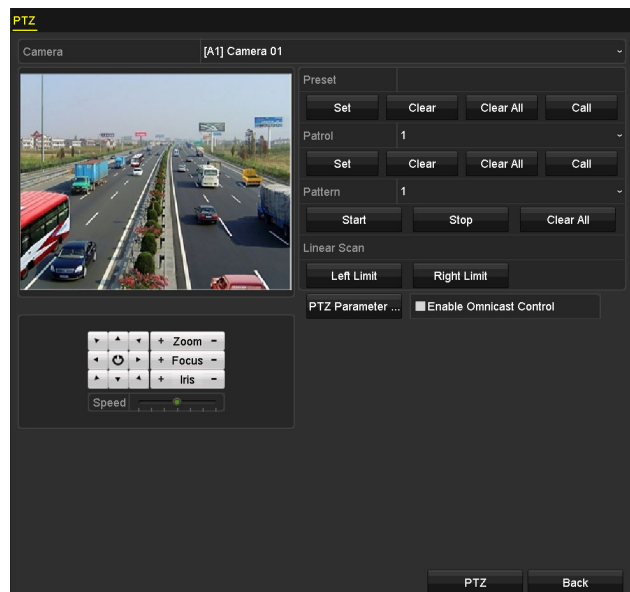 PTZ
Camera [A1] Camera 01
Preset
Set Clear Clear All Call
Patrol 1
Set Clear Clear All Call
Pattern 1
Start Stop Clear All
Linear Scan
Left Limit Right Limit
PTZ Parameter ... Enable Omnicast Control
+ Zoom -
+ Focus -
+ Iris -
Speed
PTZ Back